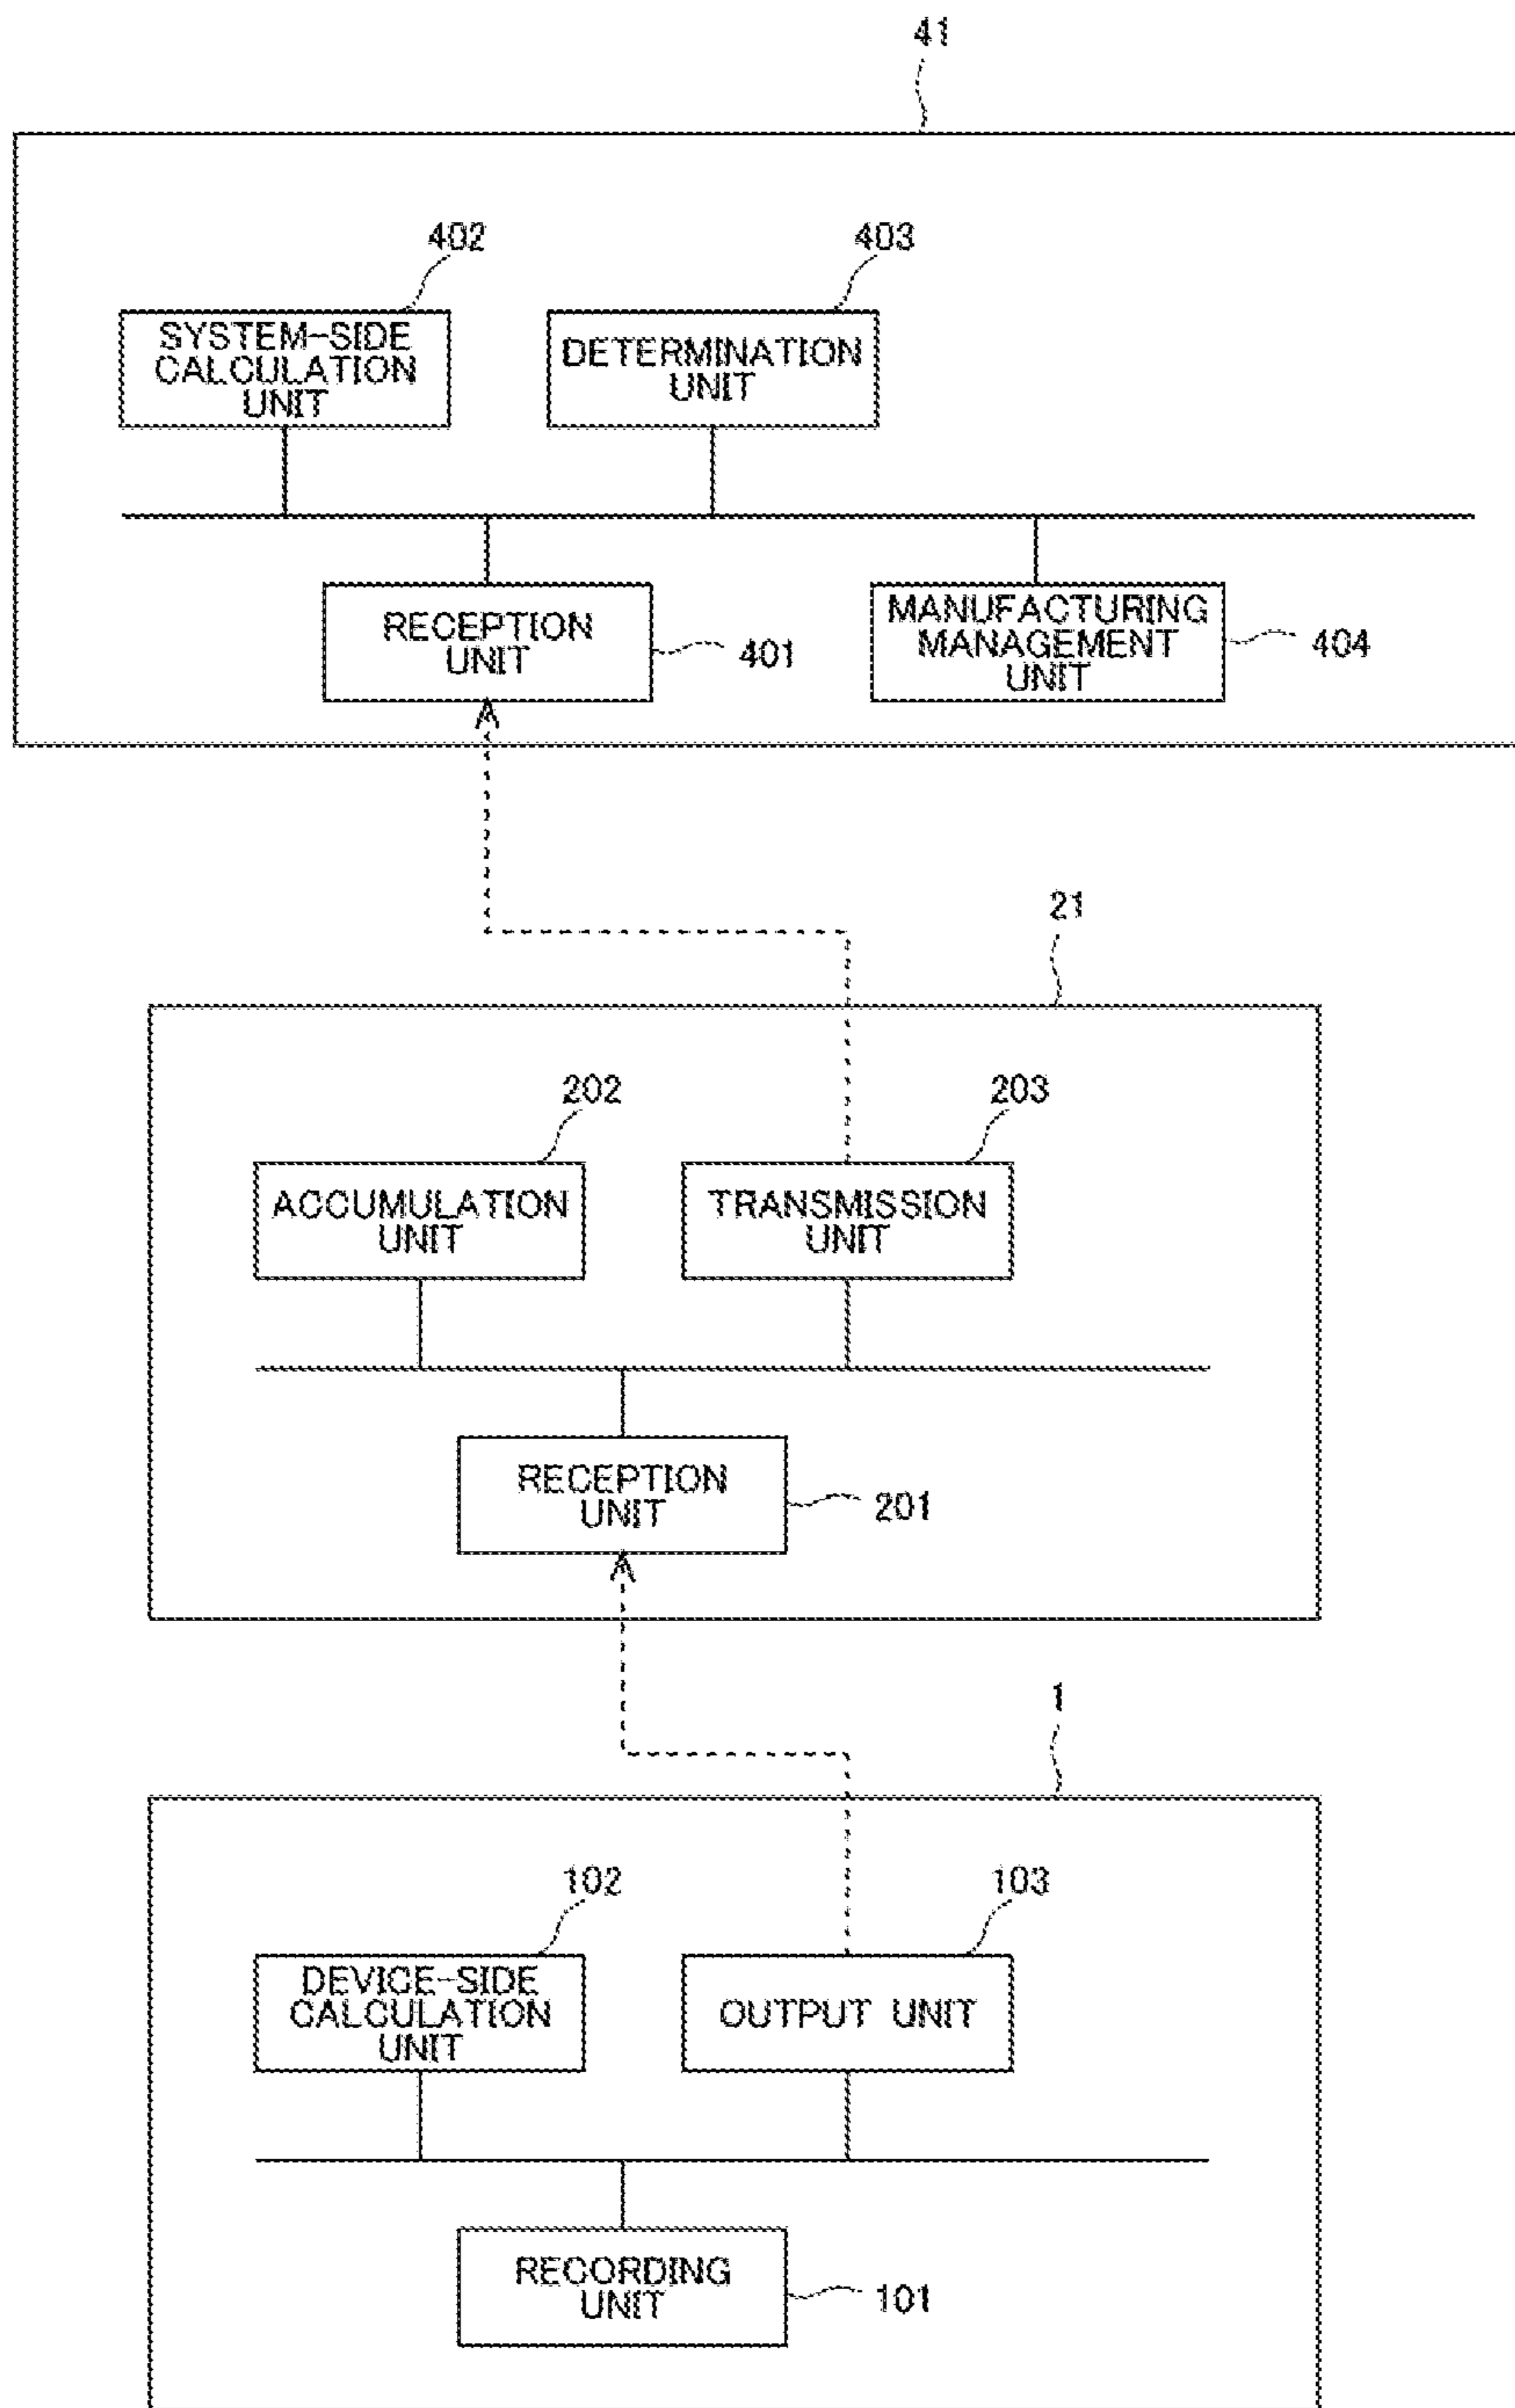 41
402
403
SYSTEM-SIDE
CALCULATION
UNIT
DETERMINATION
UNIT
RECEPTION
UNIT
401
MANUFACTURING
MANAGEMENT
UNIT
404
21
202
203
ACCUMULATION
UNIT
TRANSMISSION
UNIT
RECEPTION
UNIT
201
1
102
103
DEVICE-SIDE
CALCULATION
UNIT
OUTPUT UNIT
RECORDING
UNIT
101